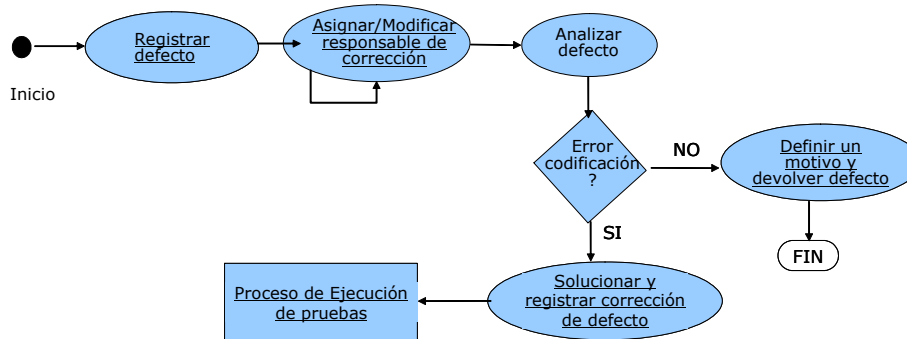 Inicio
Registrar
defecto
Asignar/Modificar
responsable de
corrección
Analizar
defecto
Error
codificación
?
NO
Definir un
motivo y
devolver defecto
FIN
SI
Solucionar y
registrar corrección
de defecto
Proceso de Ejecución
de pruebas